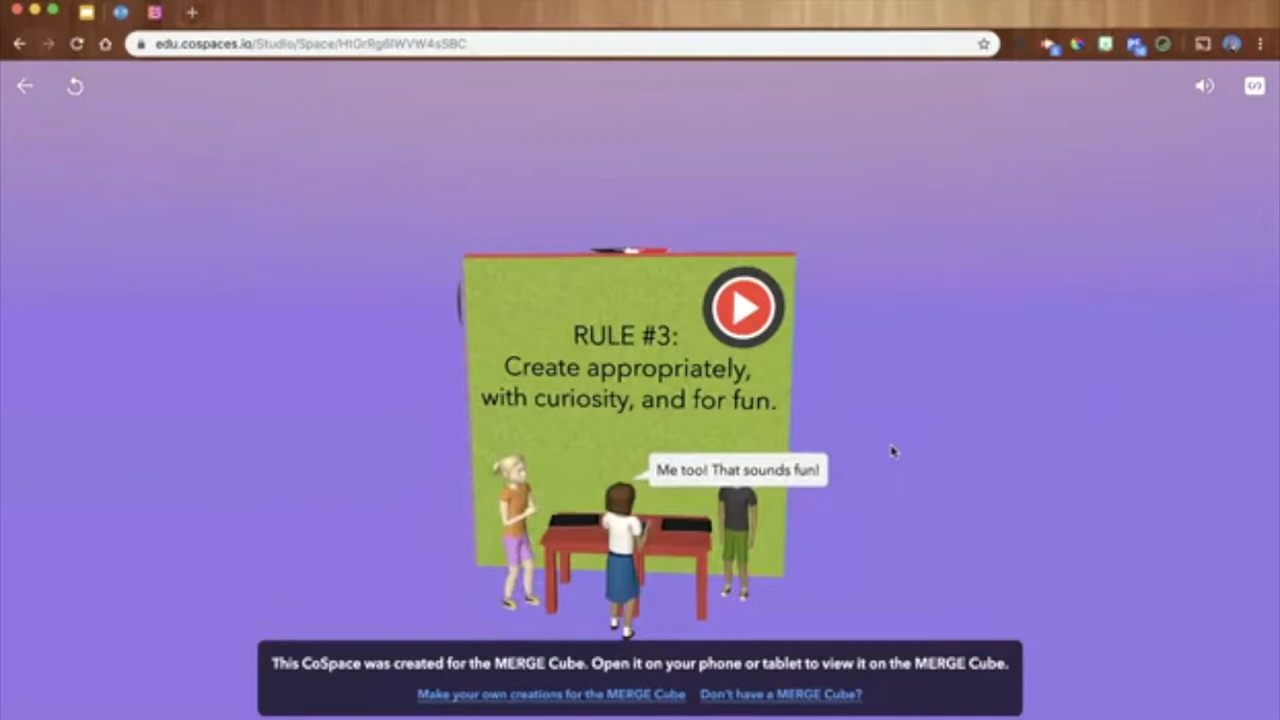 edu.cospaces.io/Studio/Space/HtGrRg6IWVW4sSBC
RULE #3:
Create appropriately,
with curiosity, and for fun.
Me too! That sounds fun!
This CoSpace was created for the MERGE Cube. Open it on your phone or tablet to view it on the MERGE Cube.
Make your own creations for the MERGE Cube Don't have a MERGE Cube?